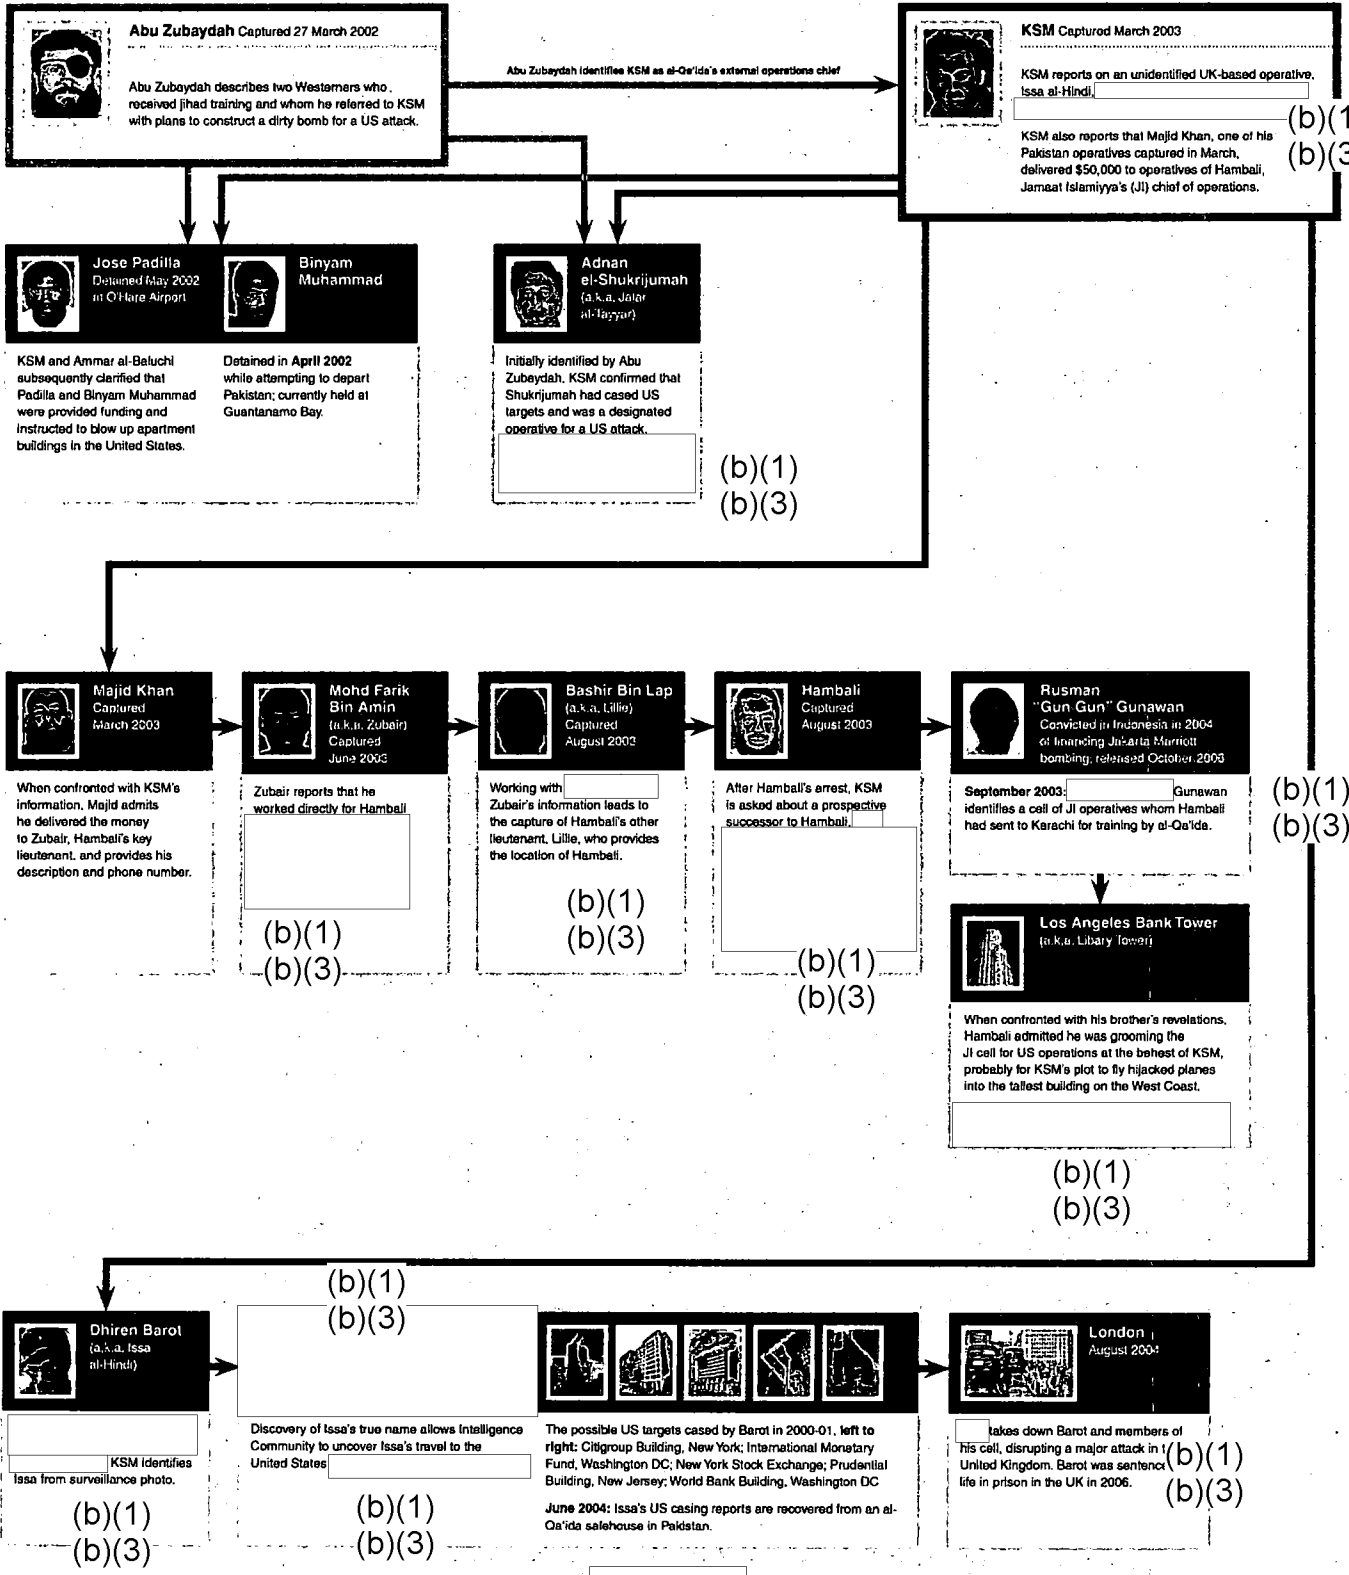 Abu Zubaydah Captured 27 March 2002
Abu Zubaydah describes two Westerners who
received jihad training and whom he referred to KSM
with plans to construct a dirty bomb for a US attack.
Abu Zubaydah identifies KSM as al-Qa'ida's external operations chief
KSM Captured March 2003
KSM reports on an unidentified UK-based operative,
Issa al-Hindi,
(b)(1
KSM also reports that Majid Khan, one of his
Pakistan operatives captured in March,
delivered $50,000 to operatives of Hambali,
Jamaat Islamiyya's (JI) chief of operations.
(b)(3
Jose Padilla
Detained May 2002
at O'Hare Airport
KSM and Ammar al-Baluchi
subsequently clarified that
Padilla and Binyam Muhammad
were provided funding and
instructed to blow up apartment
buildings in the United States.
Binyam
Muhammad
Detained in April 2002
while attempting to depart
Pakistan; currently held at
Guantanamo Bay.
Adnan
el-Shukrijumah
(a.k.a. Jafar
al-Tayyar)
Initially identified by Abu
Zubaydah, KSM confirmed that
Shukrijumah had cased US
targets and was a designated
operative for a US attack.
(b)(1)
(b)(3)
Majid Khan
Captured
March 2003
When confronted with KSM's
information, Majid admits
he delivered the money
to Zubair, Hambali's key
lieutenant, and provides his
description and phone number.
Mohd Farik
Bin Amin
(a.k.a. Zubair)
Captured
June 2003
Zubair reports that he
worked directly for Hambali
(b)(1)
(b)(3)
Bashir Bin Lap
(a.k.a. Lillie)
Captured
August 2003
Working with
Zubair's information leads to
the capture of Hambali's other
lieutenant, Lillie, who provides
the location of Hambali.
(b)(1)
(b)(3)
Hambali
Captured
August 2003
After Hambali's arrest, KSM
is asked about a prospective
successor to Hambali.
(b)(1)
(b)(3)
Rusman
"Gun Gun" Gunawan
Convicted in Indonesia in 2004
of financing Jakarta Marriott
bombing; released October 2006
September 2003: Gunawan
identifies a cell of JI operatives whom Hambali
had sent to Karachi for training by al-Qa'ida.
(b)(1)
(b)(3)
Los Angeles Bank Tower
(a.k.a. Libary Tower)
When confronted with his brother's revelations,
Hambali admitted he was grooming the
JI cell for US operations at the behest of KSM,
probably for KSM's plot to fly hijacked planes
into the tallest building on the West Coast.
(b)(1)
(b)(3)
Dhiren Barot
(a.k.a. Issa
al-Hindi)
KSM identifies
Issa from surveillance photo.
(b)(1)
(b)(3)
(b)(1)
(b)(3)
Discovery of Issa's true name allows Intelligence
Community to uncover Issa's travel to the
United States
(b)(1)
(b)(3)
The possible US targets cased by Barot in 2000-01, left to
right: Citigroup Building, New York; International Monetary
Fund, Washington DC; New York Stock Exchange; Prudential
Building, New Jersey; World Bank Building, Washington DC
June 2004: Issa's US casing reports are recovered from an al-
Qa'ida safehouse in Pakistan.
London
August 2004
takes down Barot and members of
his cell, disrupting a major attack in t
United Kingdom. Barot was sentenc
life in prison in the UK in 2006.
(b)(1)
(b)(3)